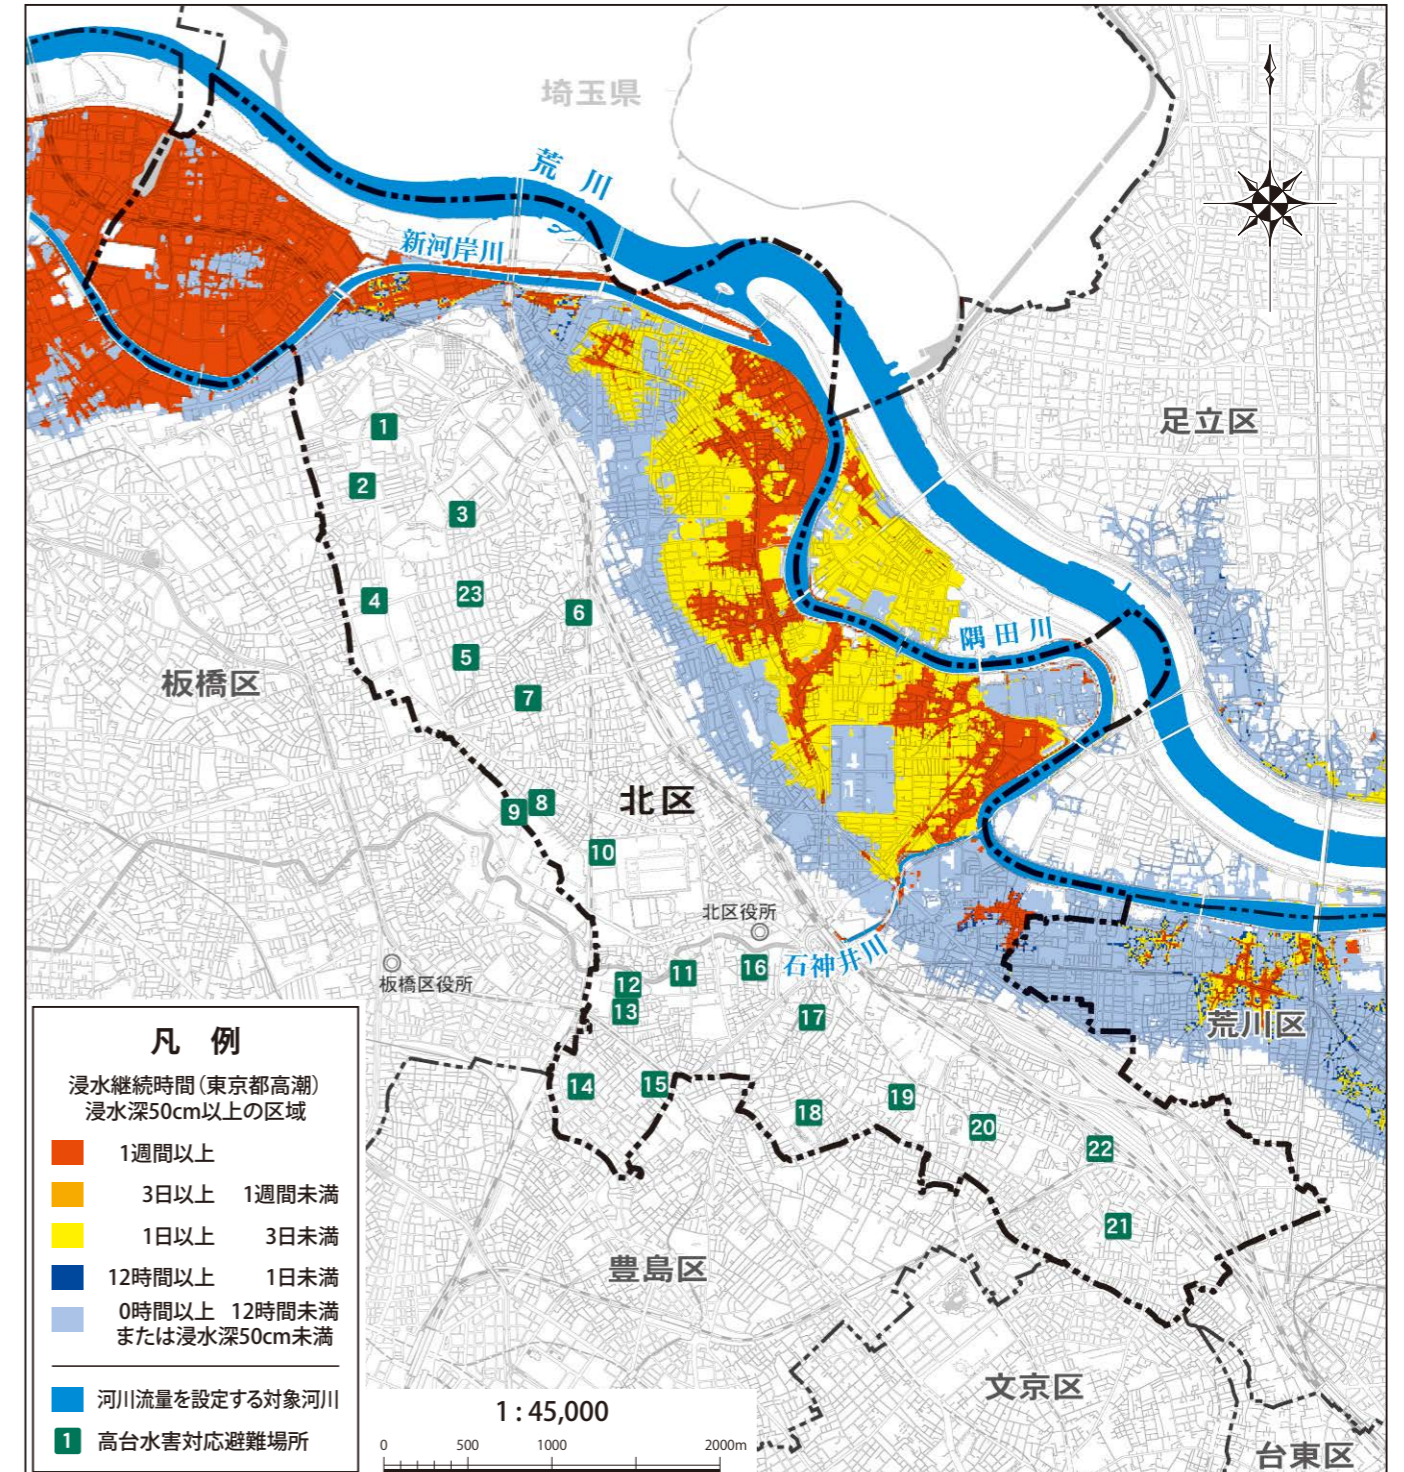 埼玉県
荒川
新河岸川
足立区
1
2
3
4
23
6
5
隅田川
板橋区
7
北区
9
8
10
北区役所
石神井川
板橋区役所
16
11
12
13
17
荒川区
14
15
19
18
20
22
21
豊島区
文京区
台東区
凡 例
浸水継続時間(東京都高潮)
浸水深50cm以上の区域
1週間以上
3日以上 1週間未満
1日以上 3日未満
12時間以上 1日未満
0時間以上 12時間未満
または浸水深50cm未満
河川流量を設定する対象河川
1 高台水害対応避難場所
1:45,000
0 500 1000 2000m